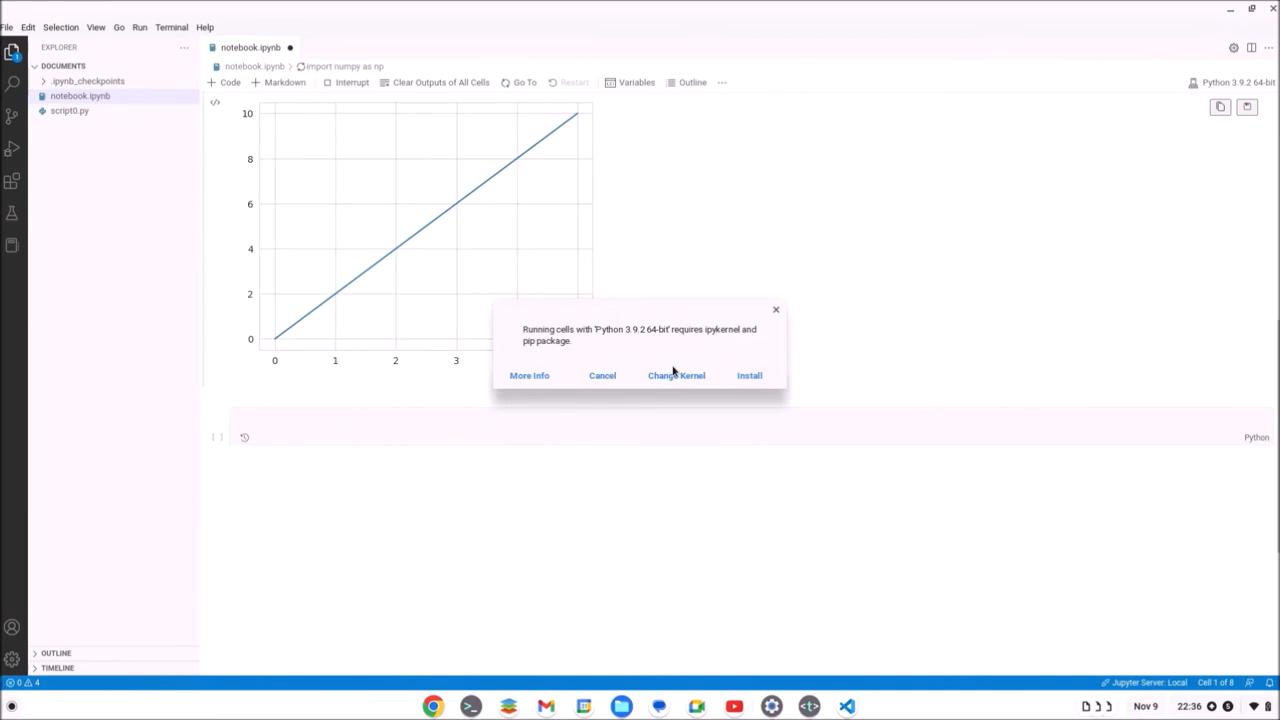 File Edit Selection View Go Run Terminal Help
EXPLORER
notebook.ipynb
DOCUMENTS
.ipynb_checkpoints
notebook.ipynb
script0.py
notebook.ipynb import numpy as np
Code Markdown Interrupt Clear Outputs of All Cells Go To Restart Variables Outline
Python 3.9.2 64-bit
10
8
6
4
2
0
0 1 2 3
Running cells with 'Python 3.9.2 64-bit' requires ipykernel and
pip package.
More Info Cancel Change Kernel Install
[ ]
Python
OUTLINE
TIMELINE
0 4
Jupyter Server: Local Cell 1 of 8
Nov 9 22:36